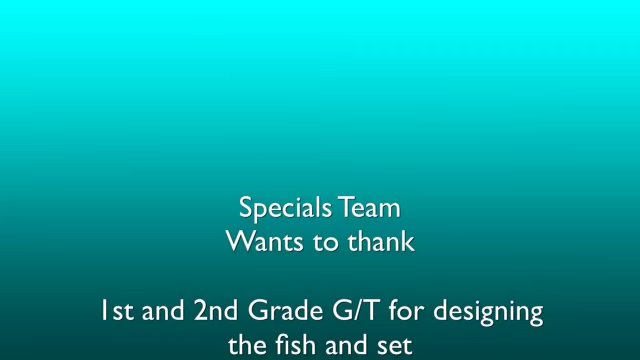 Specials Team
Wants to thank
1st and 2nd Grade G/T for designing
the fish and set